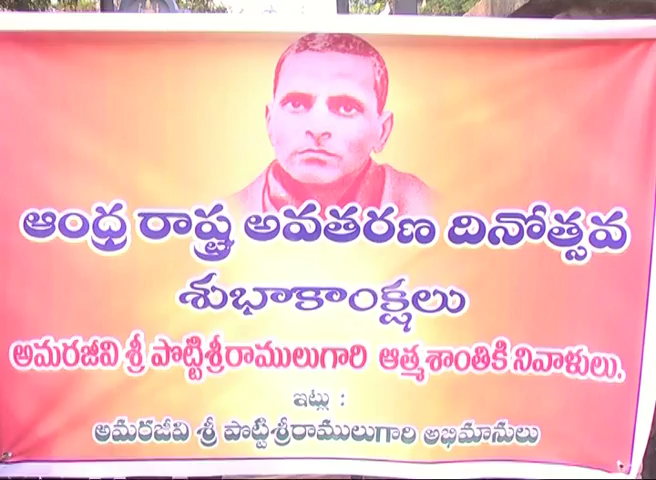 ఆంధ్ర రాష్ట్ర అవతరణ దినోత్సవ
శుభాకాంక్షలు
అమరజీవి శ్రీ పొట్టిశ్రీరాములుగారి ఆత్మశాంతికి నివాళులు.
ఇట్లు :
అమరజీవి శ్రీ పొట్టిశ్రీరాములుగారి అభిమానులు